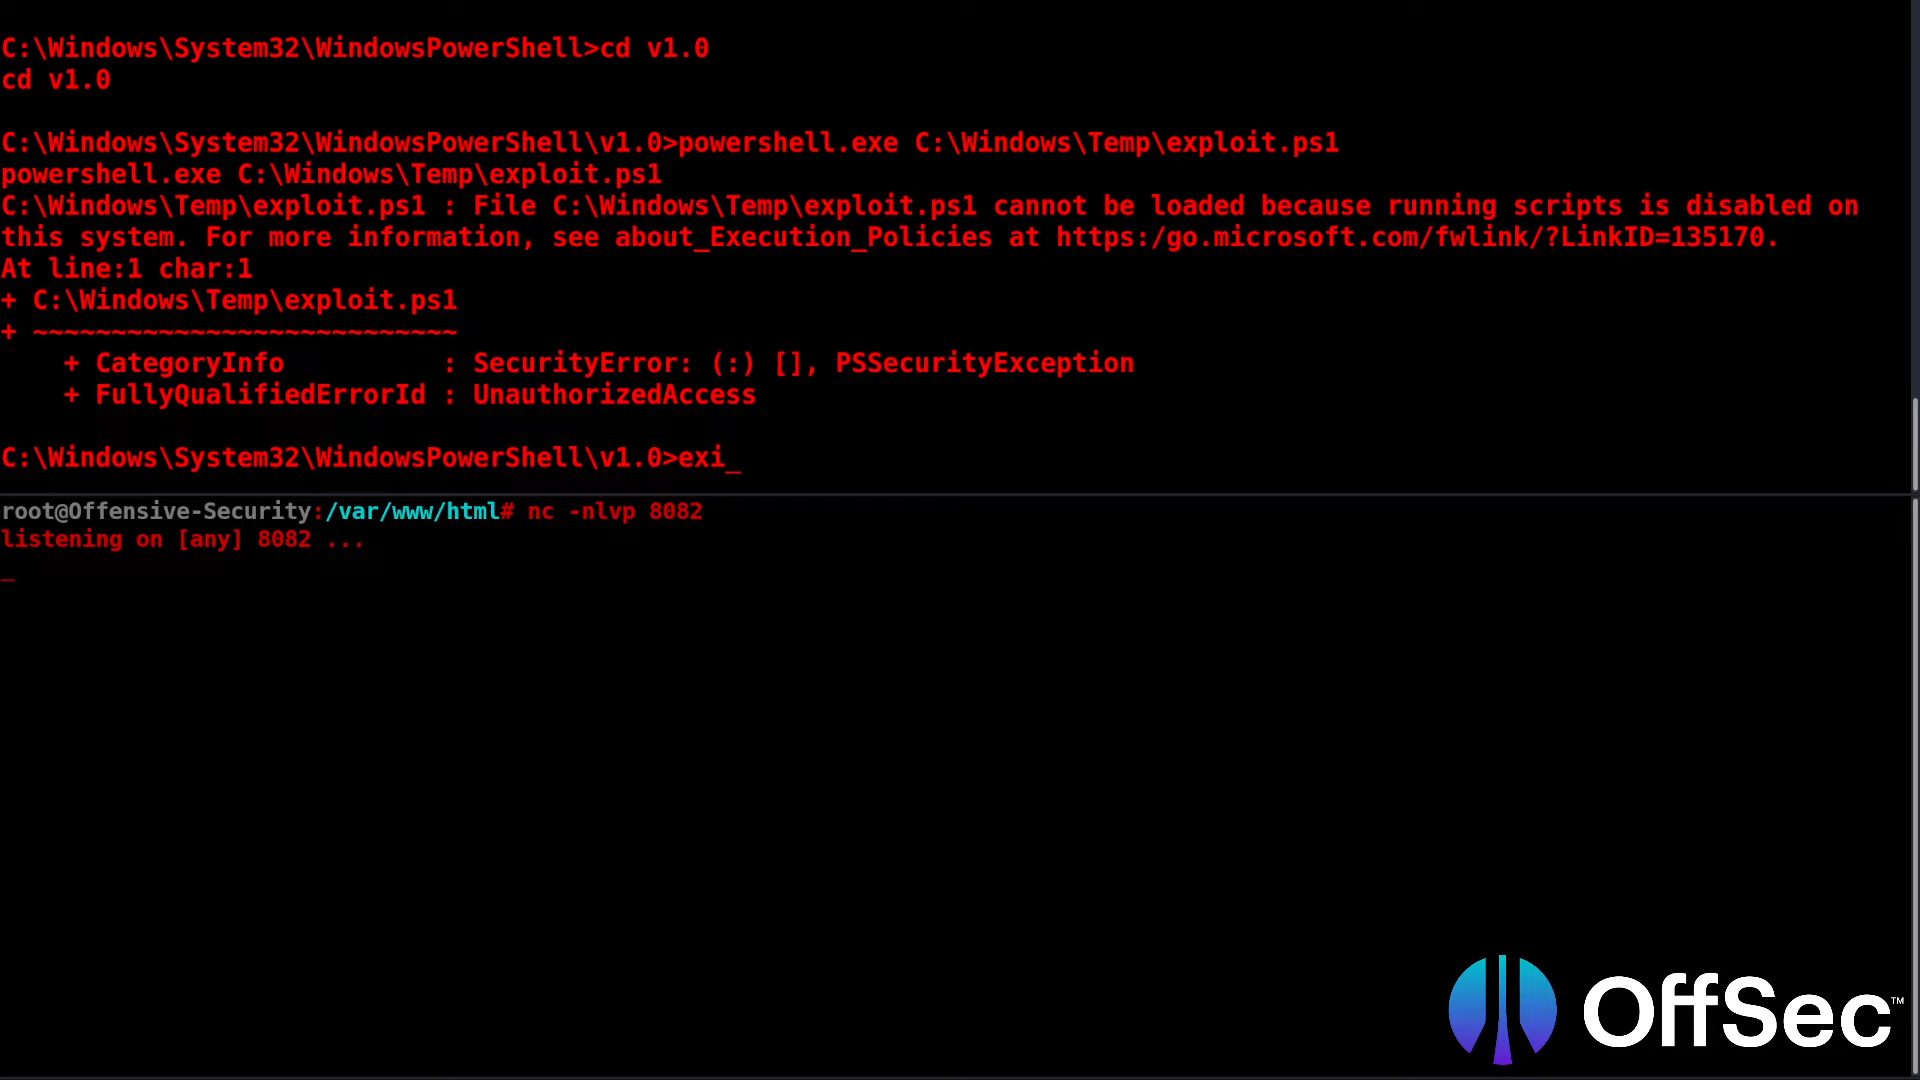 C:\Windows\System32\WindowsPowerShell>cd v1.0
cd v1.0
C:\Windows\System32\WindowsPowerShell\v1.0>powershell.exe C:\Windows\Temp\exploit.ps1
powershell.exe C:\Windows\Temp\exploit.ps1
C:\Windows\Temp\exploit.ps1 : File C:\Windows\Temp\exploit.ps1 cannot be loaded because running scripts is disabled on
this system. For more information, see about_Execution_Policies at https:/go.microsoft.com/fwlink/?LinkID=135170.
At line:1 char:1
+ C:\Windows\Temp\exploit.ps1
+ ~~~~~~~~~~~~~~~~~~~~~~~~~~~
    + CategoryInfo          : SecurityError: (:) [], PSSecurityException
    + FullyQualifiedErrorId : UnauthorizedAccess
C:\Windows\System32\WindowsPowerShell\v1.0>exi_
root@Offensive-Security:/var/www/html# nc -nlvp 8082
listening on [any] 8082 ...
_
OffSec™